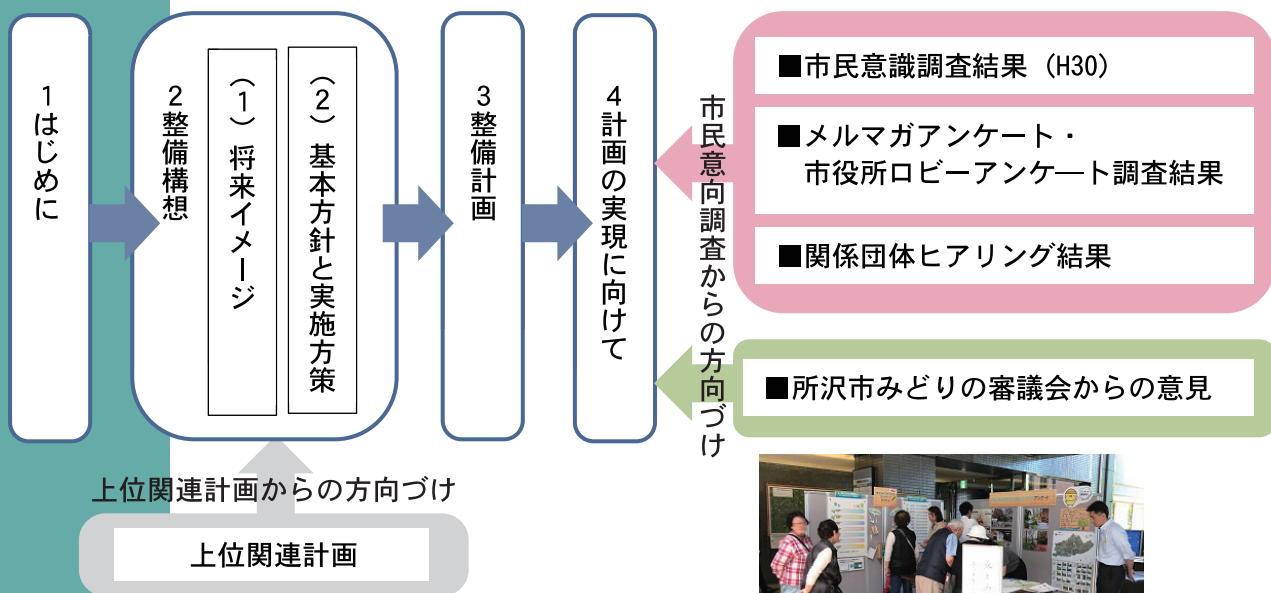 1はじめに
2整備構想
（1）将来イメージ
（2）基本方針と実施方策
3整備計画
4計画の実現に向けて
市民意向調査からの方向づけ
■市民意識調査結果（H30）
■メルマガアンケート・
市役所ロビーアンケ―ト調査結果
■関係団体ヒアリング結果
■所沢市みどりの審議会からの意見
上位関連計画からの方向づけ
上位関連計画